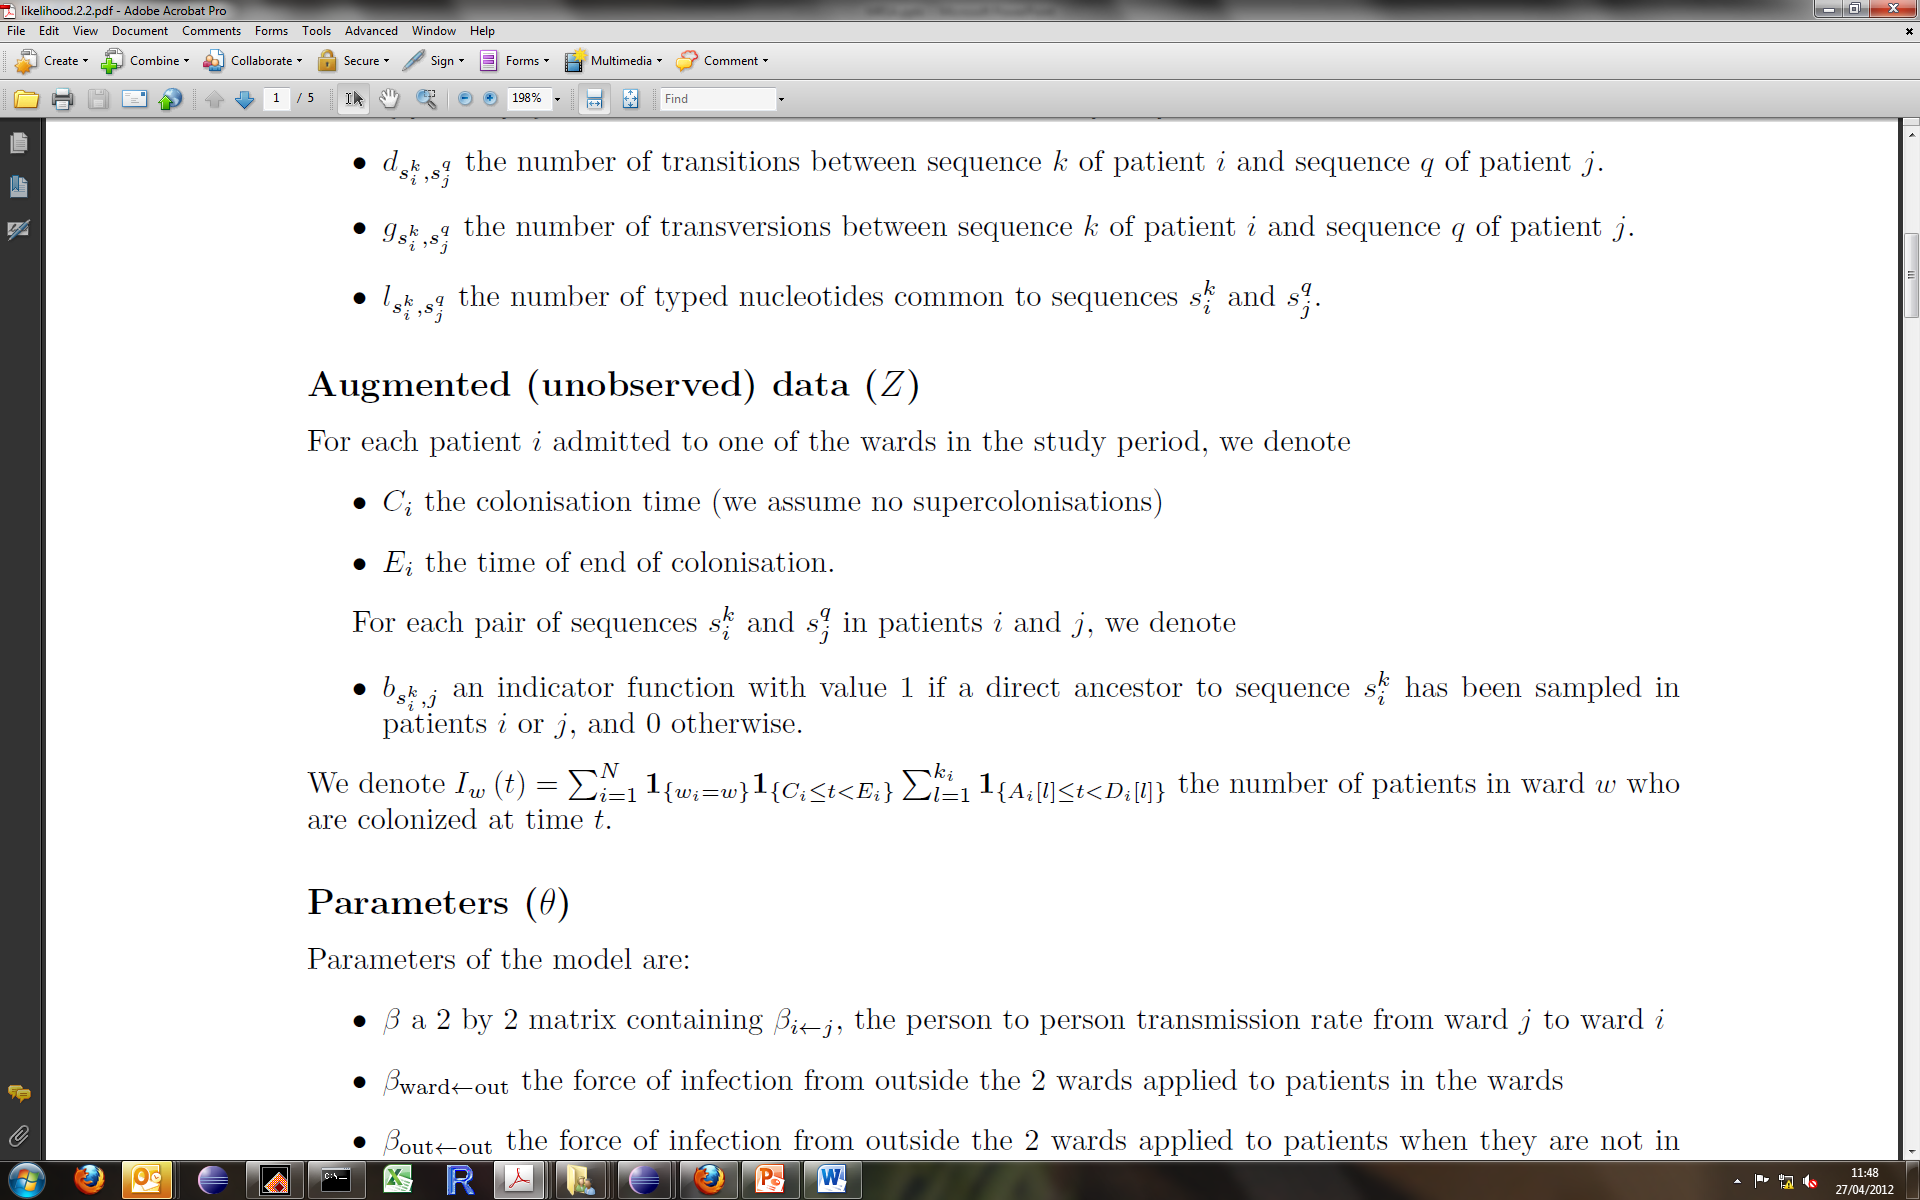 likelihood.2.2.pdf - Adobe Acrobat Pro
File Edit View Document Comments Forms Tools Advanced Window Help
Create Combine Collaborate Secure Sign Forms Multimedia Comment
1 / 5 198% Find
• d_{s_i^k,s_j^q} the number of transitions between sequence k of patient i and sequence q of patient j.
• g_{s_i^k,s_j^q} the number of transversions between sequence k of patient i and sequence q of patient j.
• l_{s_i^k,s_j^q} the number of typed nucleotides common to sequences s_i^k and s_j^q.
Augmented (unobserved) data (Z)
For each patient i admitted to one of the wards in the study period, we denote
• C_i the colonisation time (we assume no supercolonisations)
• E_i the time of end of colonisation.
For each pair of sequences s_i^k and s_j^q in patients i and j, we denote
• b_{s_i^k,j} an indicator function with value 1 if a direct ancestor to sequence s_i^k has been sampled in
patients i or j, and 0 otherwise.
We denote I_w (t) = ∑_{i=1}^N 1_{\{w_i=w\}} 1_{\{C_i≤t<E_i\}} ∑_{l=1}^{k_i} 1_{\{A_i[l]≤t<D_i[l]\}} the number of patients in ward w who
are colonized at time t.
Parameters (θ)
Parameters of the model are:
• β a 2 by 2 matrix containing β_{i←j}, the person to person transmission rate from ward j to ward i
• β_{ward←out} the force of infection from outside the 2 wards applied to patients in the wards
• β_{out←out} the force of infection from outside the 2 wards applied to patients when they are not in
11:48
27/04/2012